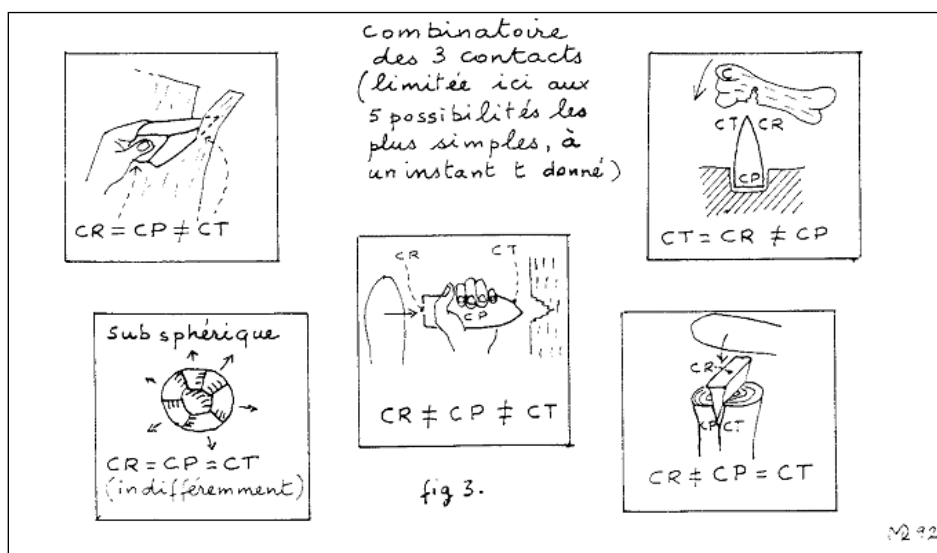 combinatoire
des 3 contacts
(limitée ici aux
5 possibilités les
plus simples, à
un instant t donné)
CR = CP ≠ CT
CT CR
CP
CT = CR ≠ CP
CR CT
CP
CR ≠ CP ≠ CT
Sub sphérique
CR = CP = CT
(indifféremment)
CR
CP CT
CR ≠ CP = CT
fig 3.